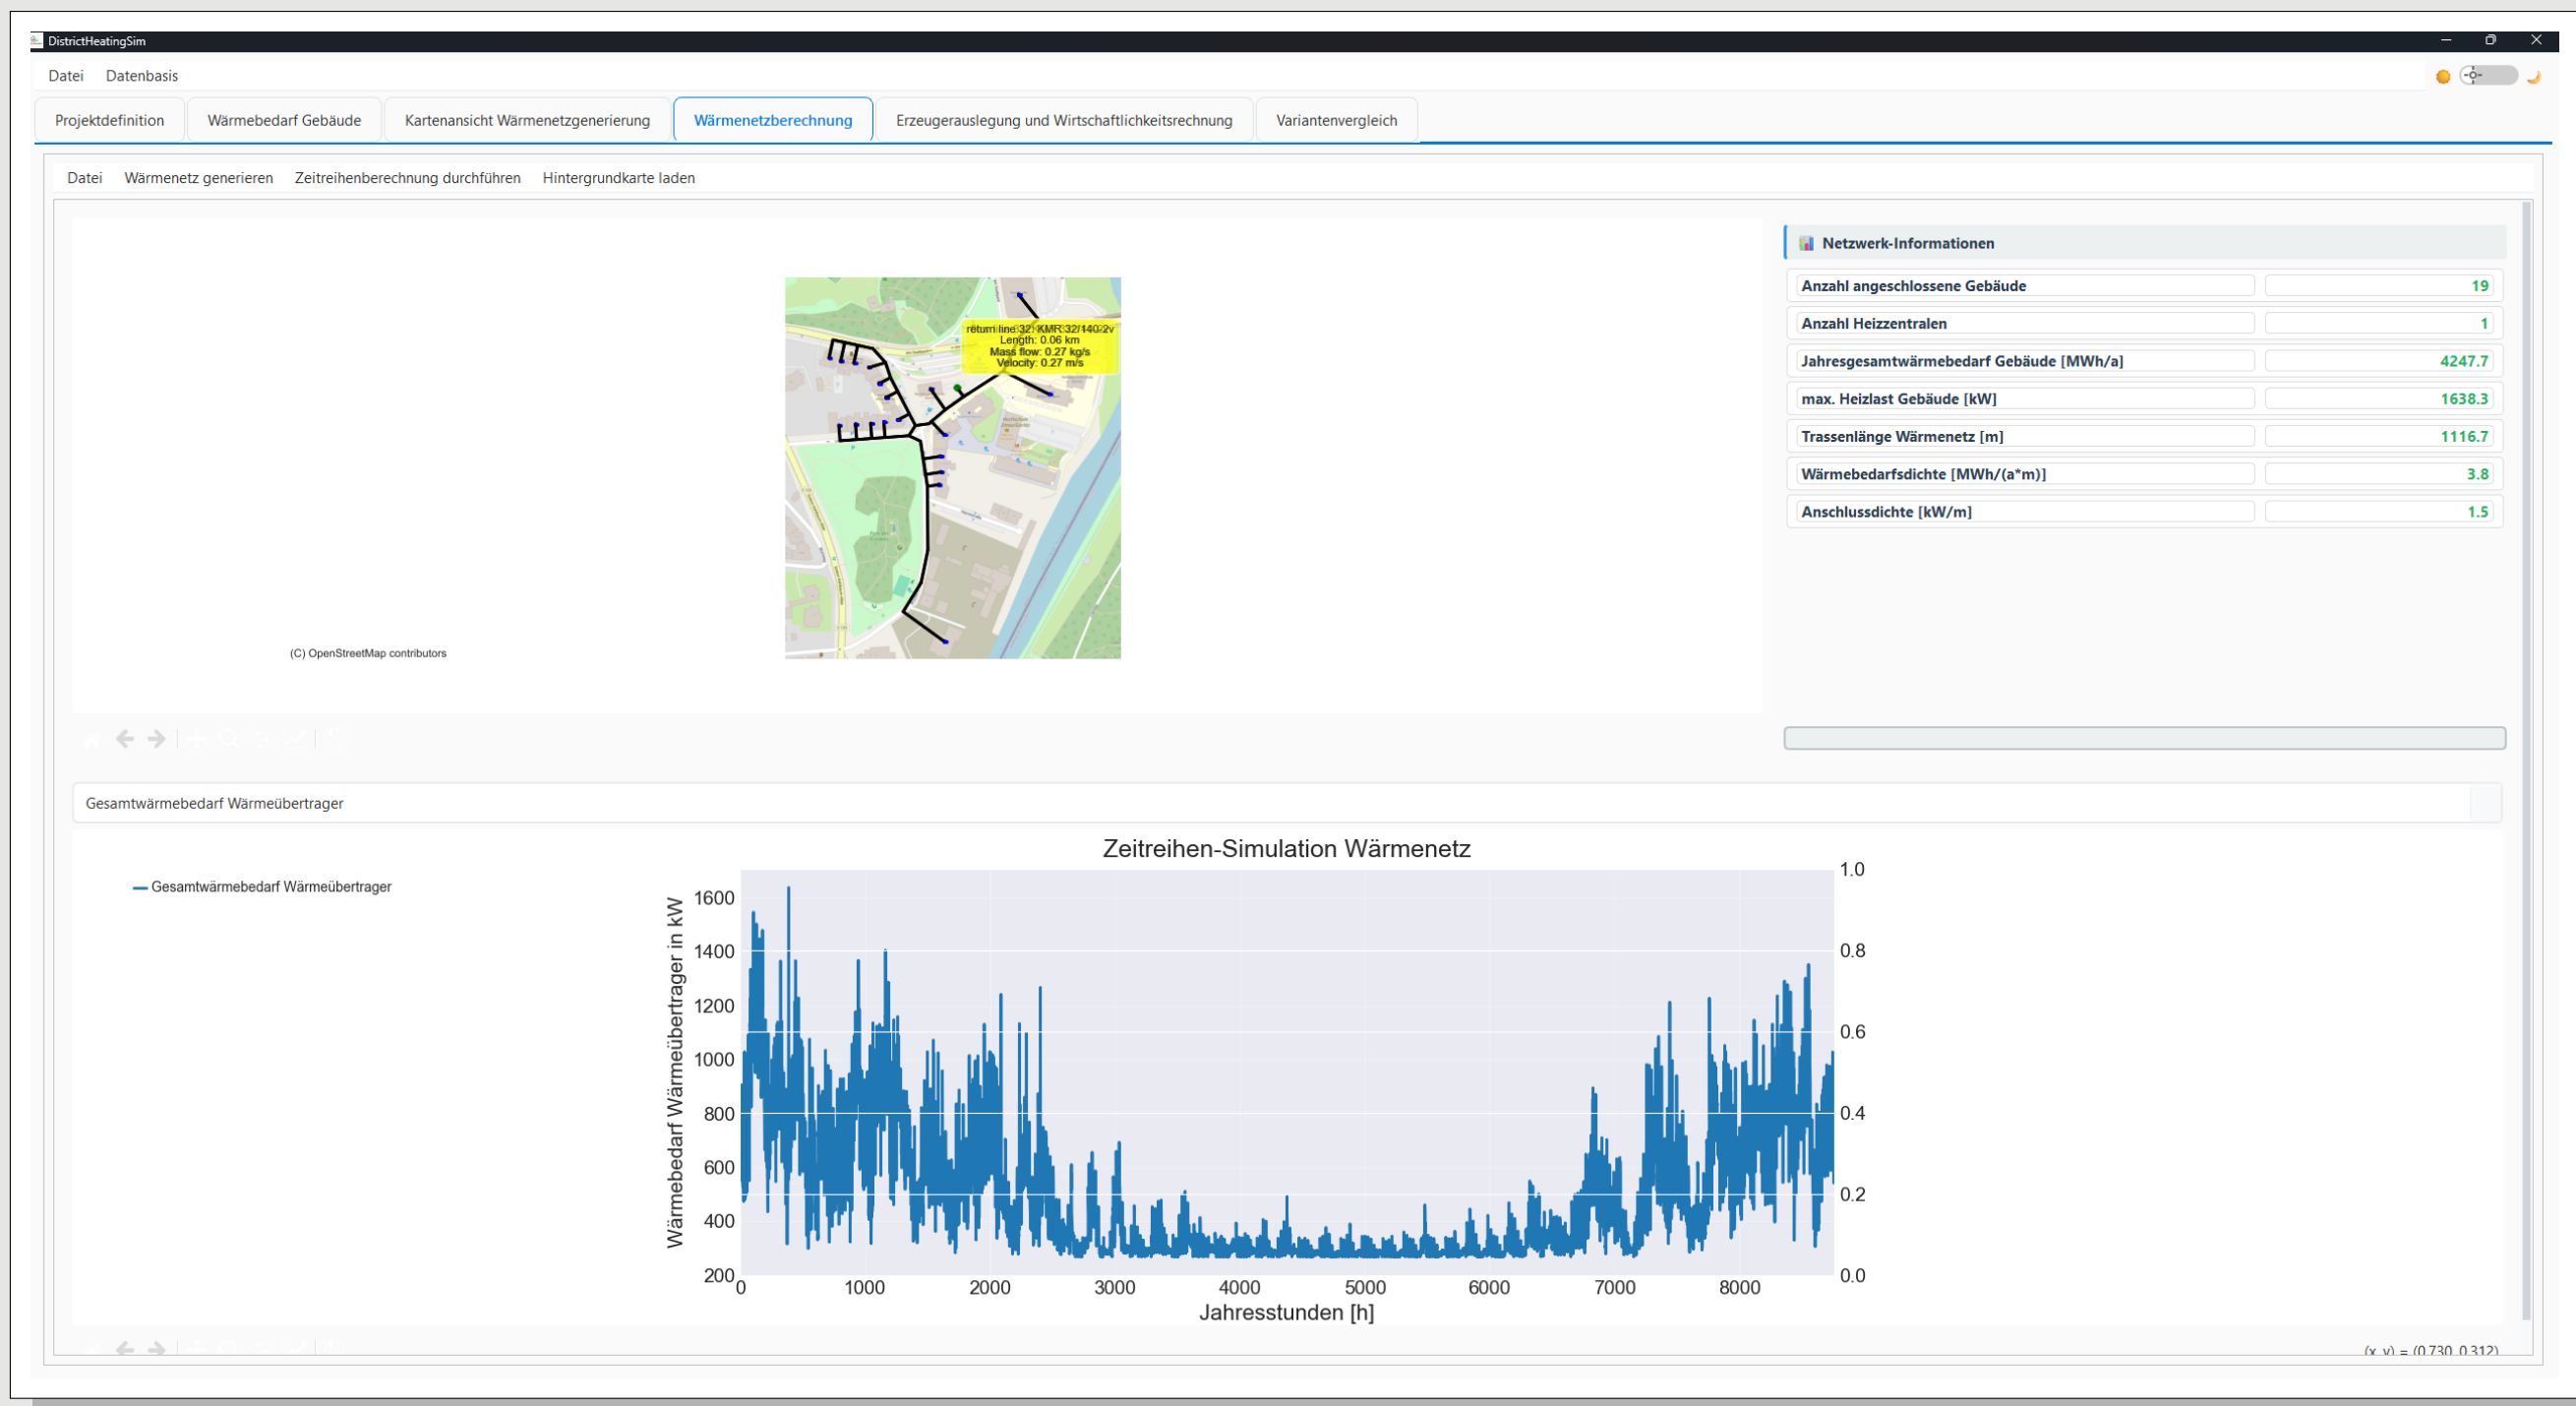 DistrictHeatingSim
Datei Datenbasis
Projektdefinition Wärmebedarf Gebäude Kartenansicht Wärmenetzgenerierung Wärmenetzberechnung Erzeugerauslegung und Wirtschaftlichkeitsrechnung Variantenvergleich
Datei Wärmenetz generieren Zeitreihenberechnung durchführen Hintergrundkarte laden
return line 32: KMR 32/140-2v
Length: 0.06 km
Mass flow: 0.27 kg/s
Velocity: 0.27 m/s
(C) OpenStreetMap contributors
Netzwerk-Informationen
Anzahl angeschlossene Gebäude 19
Anzahl Heizzentralen 1
Jahresgesamtwärmebedarf Gebäude [MWh/a] 4247.7
max. Heizlast Gebäude [kW] 1638.3
Trassenlänge Wärmenetz [m] 1116.7
Wärmebedarfsdichte [MWh/(a*m)] 3.8
Anschlussdichte [kW/m] 1.5
Gesamtwärmebedarf Wärmeübertrager
Zeitreihen-Simulation Wärmenetz
Gesamtwärmebedarf Wärmeübertrager
Wärmebedarf Wärmeübertrager in kW
1600
1400
1200
1000
800
600
400
200
1.0
0.8
0.6
0.4
0.2
0.0
0 1000 2000 3000 4000 5000 6000 7000 8000
Jahresstunden [h]
(x, y) = (0.730, 0.312)